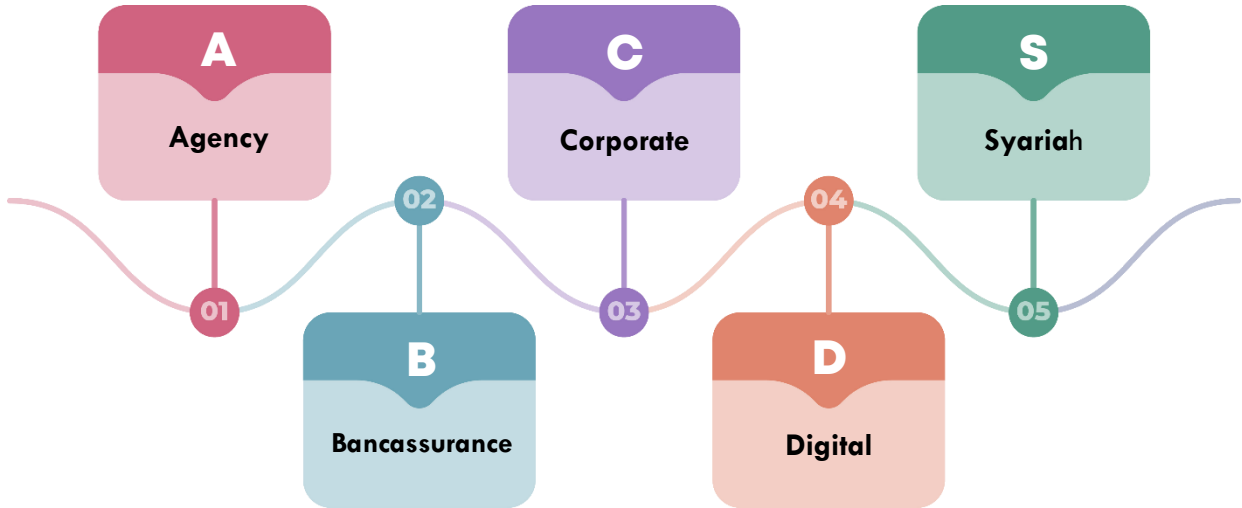 A
Agency
01
02
B
Bancassurance
C
Corporate
03
04
D
Digital
S
Syariah
05